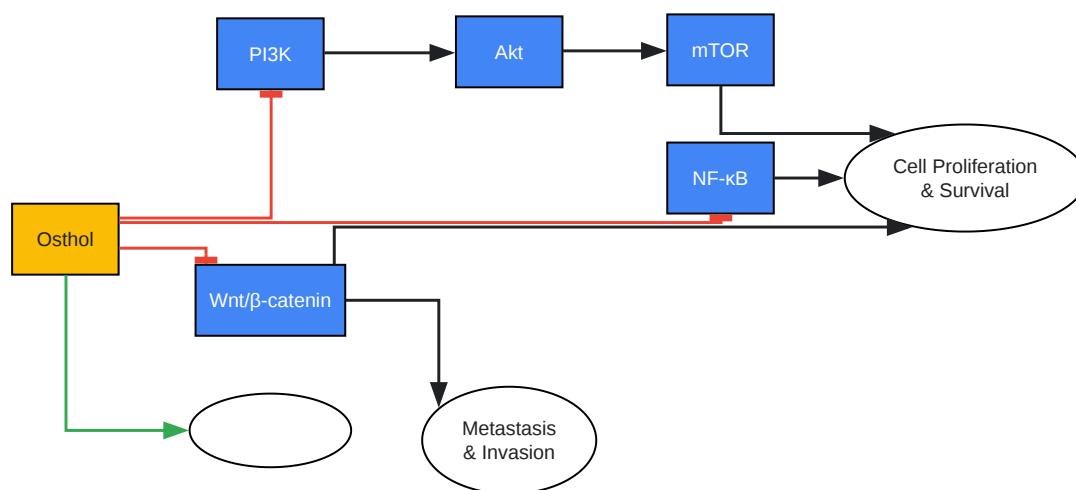 PI3K
Akt
mTOR
NF-κB
Cell Proliferation
& Survival
Osthol
Wnt/β-catenin
Metastasis
& Invasion